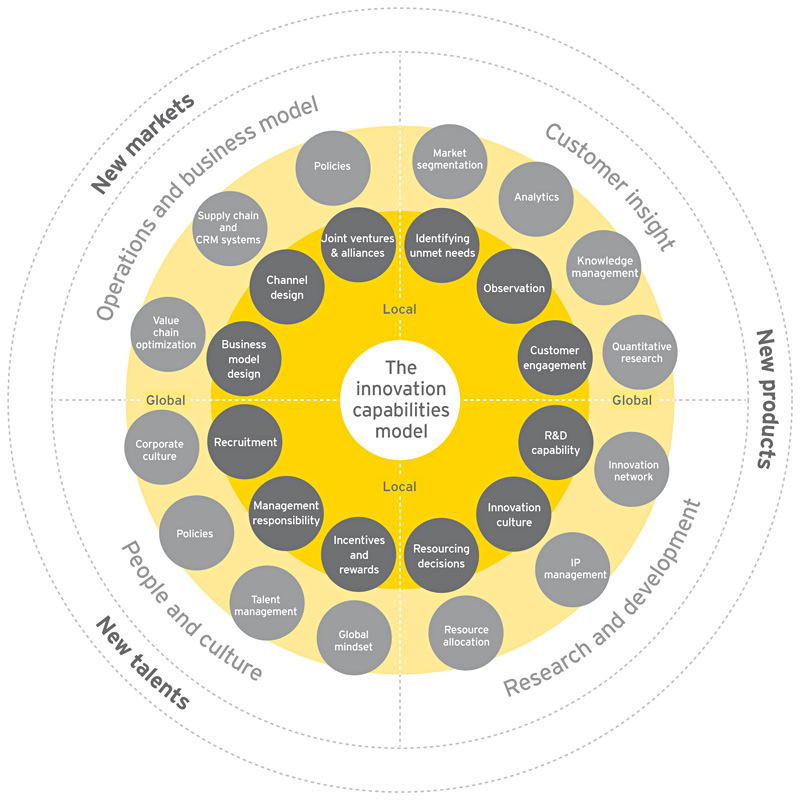 New markets
Operations and business model
Customer insight
Policies
Market
segmentation
Analytics
Supply chain
and
CRM systems
Joint ventures
& alliances
Identifying
unmet needs
Knowledge
management
Channel
design
Observation
Local
Value
chain
optimization
Business
model
design
Customer
engagement
Quantitative
research
New products
The
innovation
capabilities
model
Global
Global
Corporate
culture
Recruitment
R&D
capability
Innovation
network
Local
Management
responsibility
Innovation
culture
Policies
Incentives
and
rewards
Resourcing
decisions
IP
management
Talent
management
Global
mindset
Resource
allocation
People and culture
Research and development
New talents